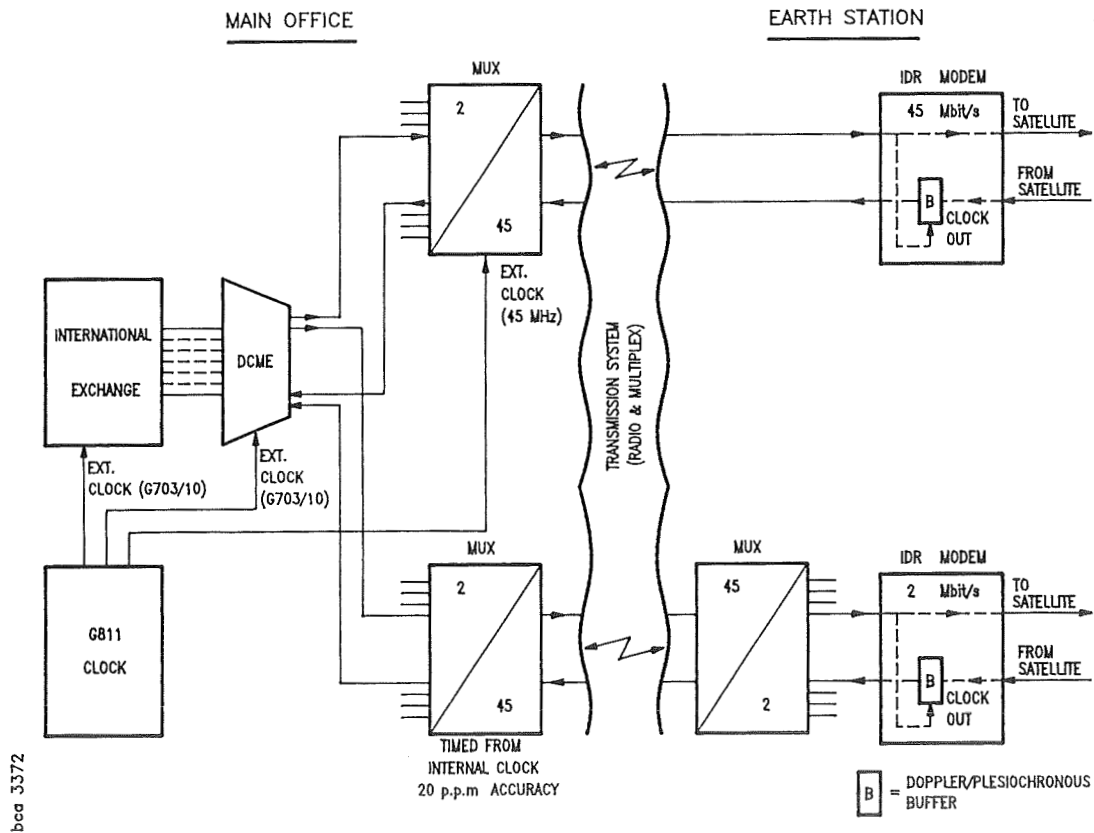 MAIN OFFICE
EARTH STATION
MUX
2
45
EXT.
CLOCK
(45 MHz)
IDR MODEM
45 Mbit/s
TO
SATELLITE
FROM
SATELLITE
B
CLOCK
OUT
INTERNATIONAL
EXCHANGE
DCME
EXT.
CLOCK (G703/10)
EXT.
CLOCK
(G703/10)
TRANSMISSION SYSTEM
(RADIO & MULTIPLEX)
G811
CLOCK
MUX
2
45
TIMED FROM
INTERNAL CLOCK
20 p.p.m ACCURACY
MUX
45
2
IDR MODEM
2 Mbit/s
TO
SATELLITE
FROM
SATELLITE
B
CLOCK
OUT
B = DOPPLER/PLESIOCHRONOUS
BUFFER
bca 3372